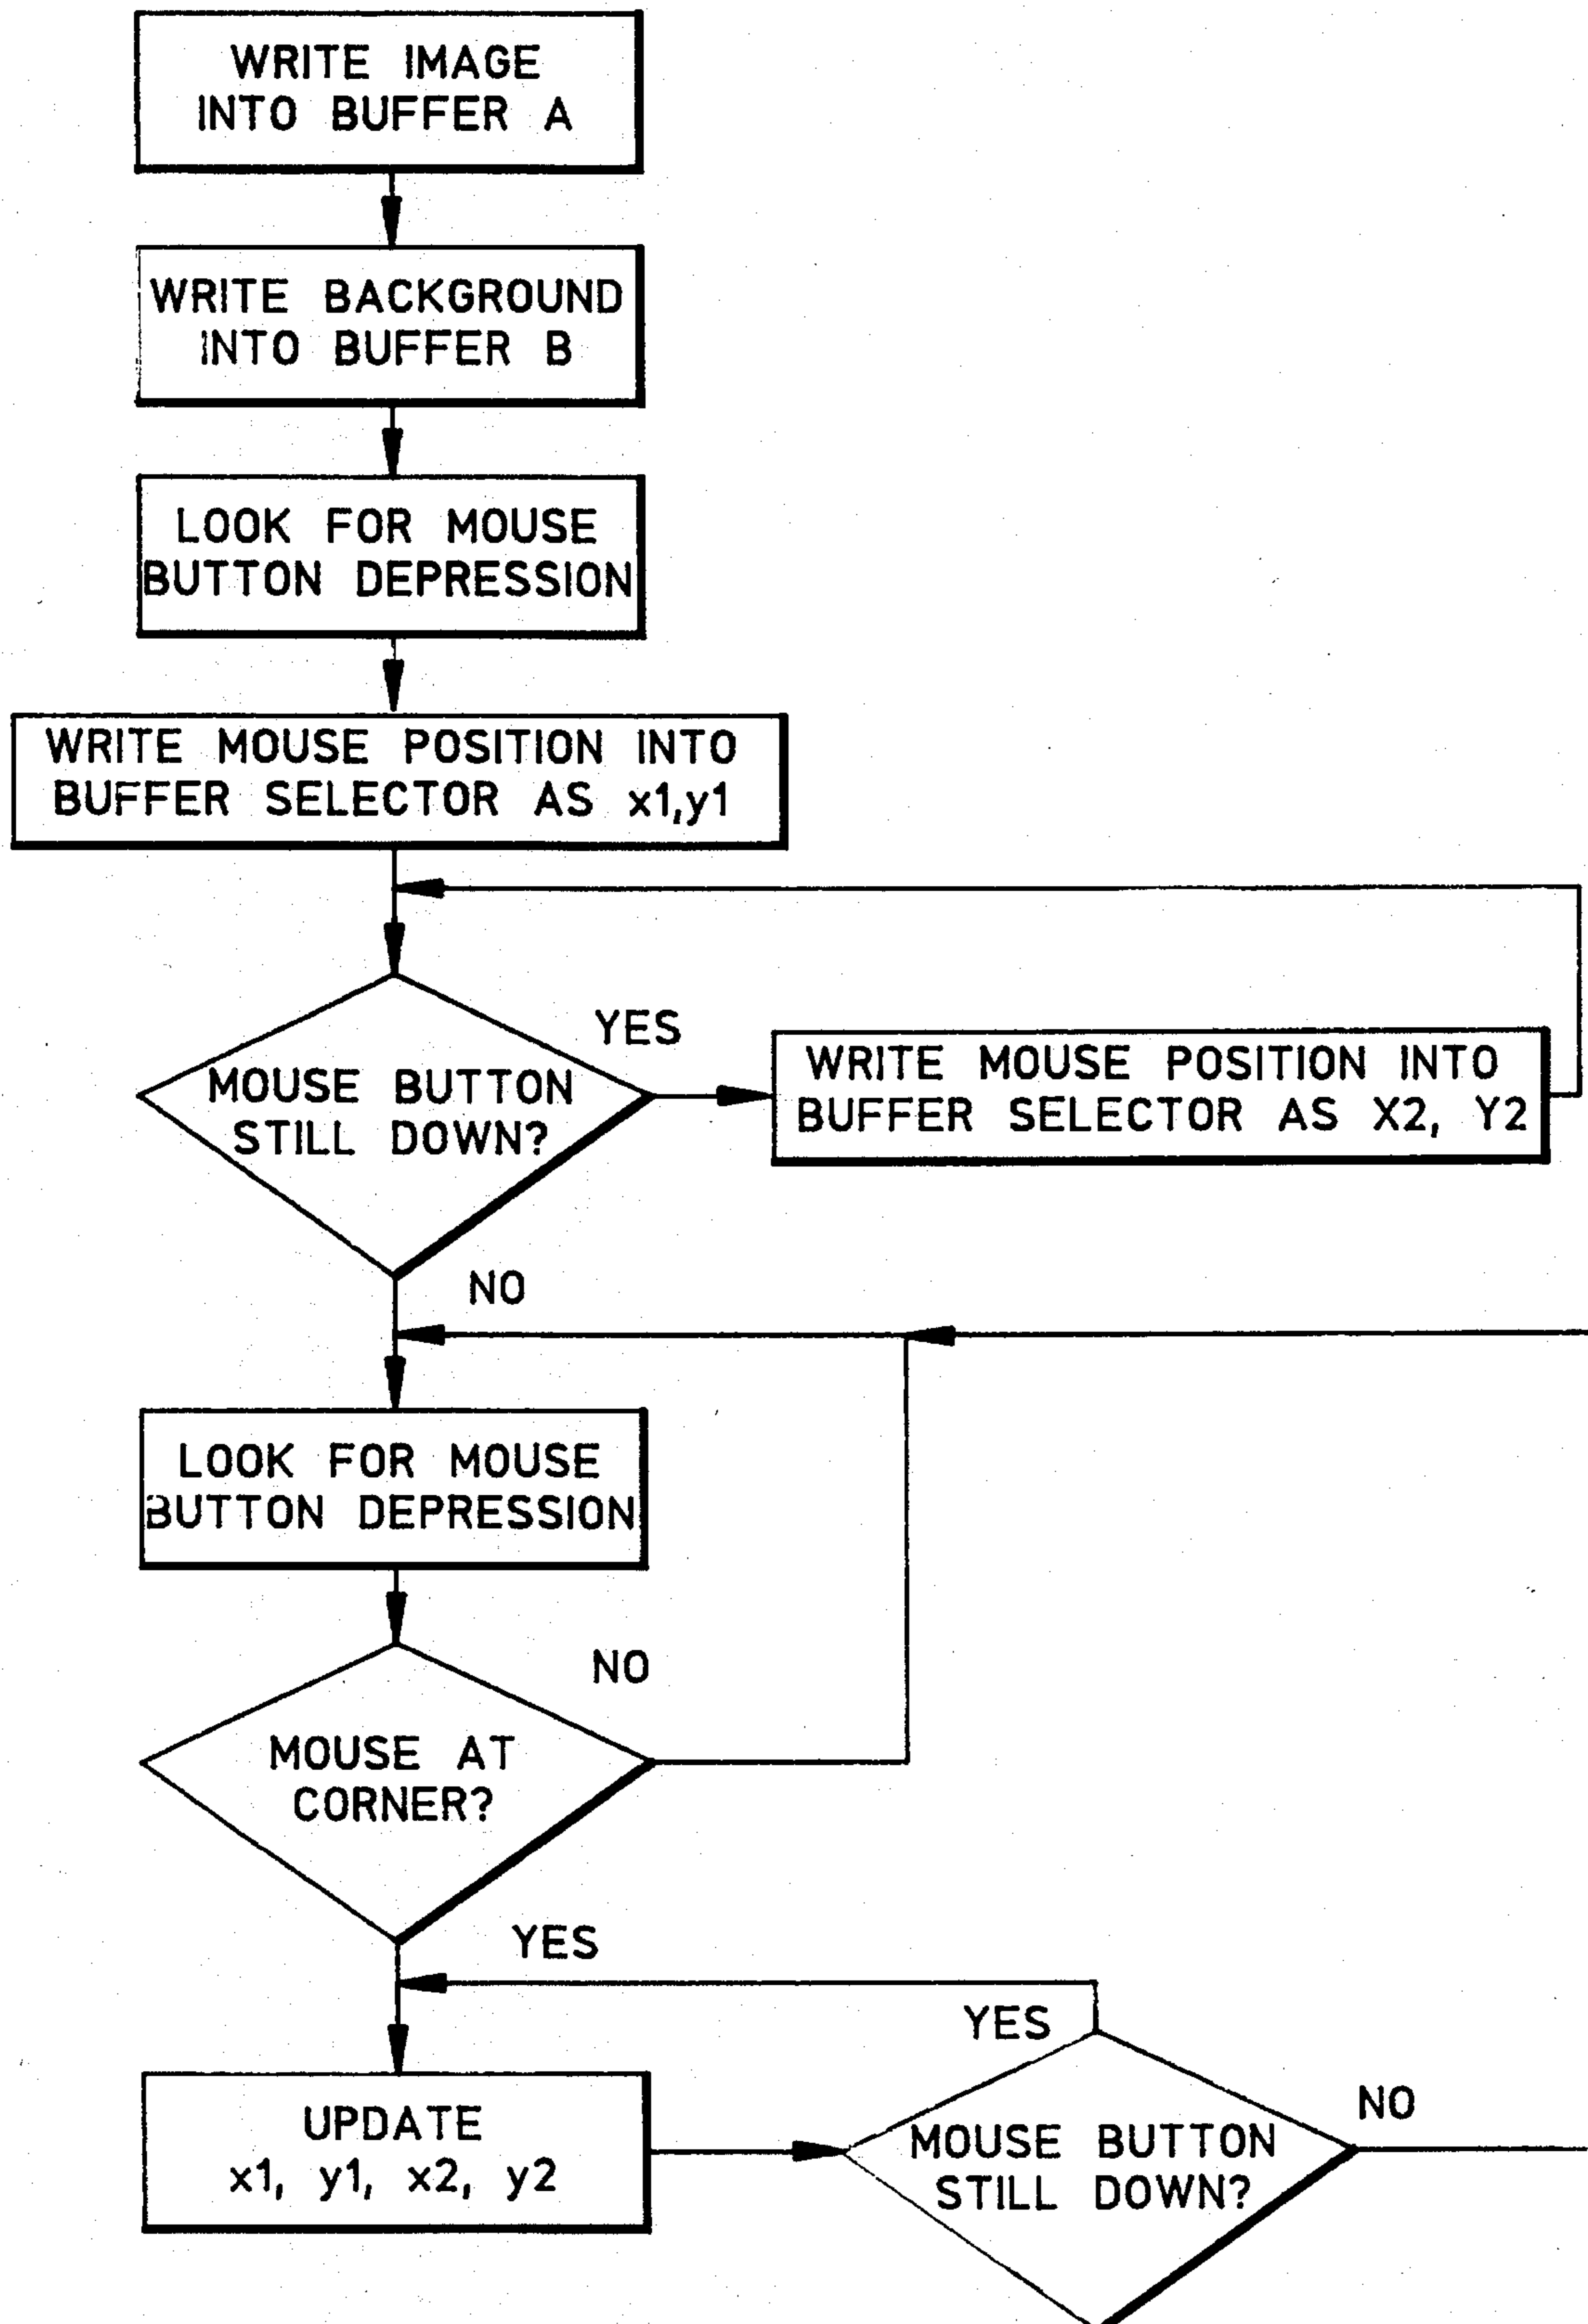 WRITE IMAGE
INTO BUFFER A
WRITE BACKGROUND
INTO BUFFER B
LOOK FOR MOUSE
BUTTON DEPRESSION
WRITE MOUSE POSITION INTO
BUFFER SELECTOR AS x1,y1
YES
MOUSE BUTTON
STILL DOWN?
WRITE MOUSE POSITION INTO
BUFFER SELECTOR AS X2, Y2
NO
LOOK FOR MOUSE
BUTTON DEPRESSION
NO
MOUSE AT
CORNER?
YES
YES
UPDATE
x1, y1, x2, y2
MOUSE BUTTON
STILL DOWN?
NO